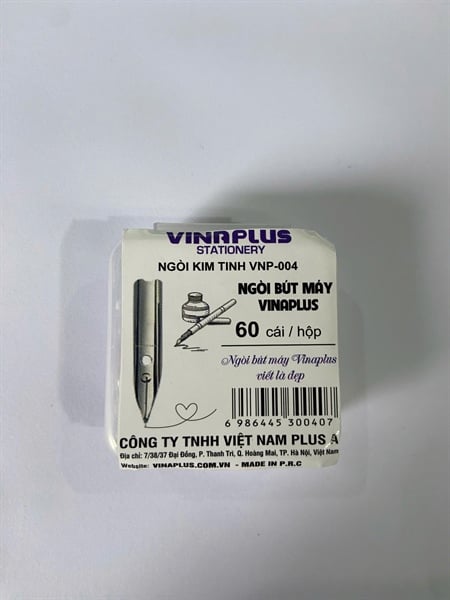 VINAPLUS
STATIONERY
NGÒI KIM TINH VNP-004
NGÒI BÚT MÁY
VINAPLUS
60 cái / hộp
Ngòi bút máy Vinaplus
viết là đẹp
6 986445 300407
CÔNG TY TNHH VIỆT NAM PLUS A
Địa chỉ: 7/38/37 Đại Đồng, P. Thanh Trì, Q. Hoàng Mai, TP. Hà Nội, Việt Nam
Website: VINAPLUS.COM.VN - MADE IN P.R.C